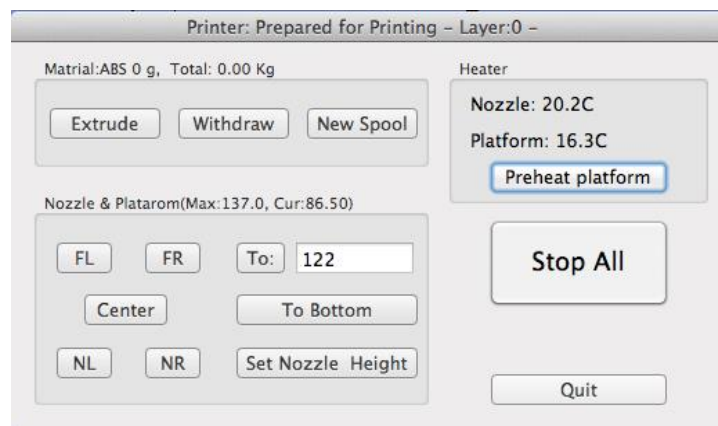 Printer: Prepared for Printing – Layer:0 –
Matrial:ABS 0 g, Total: 0.00 Kg
Extrude Withdraw New Spool
Heater
Nozzle: 20.2C
Platform: 16.3C
Preheat platform
Nozzle & Platarom(Max:137.0, Cur:86.50)
FL FR To: 122
Center To Bottom
NL NR Set Nozzle Height
Stop All
Quit